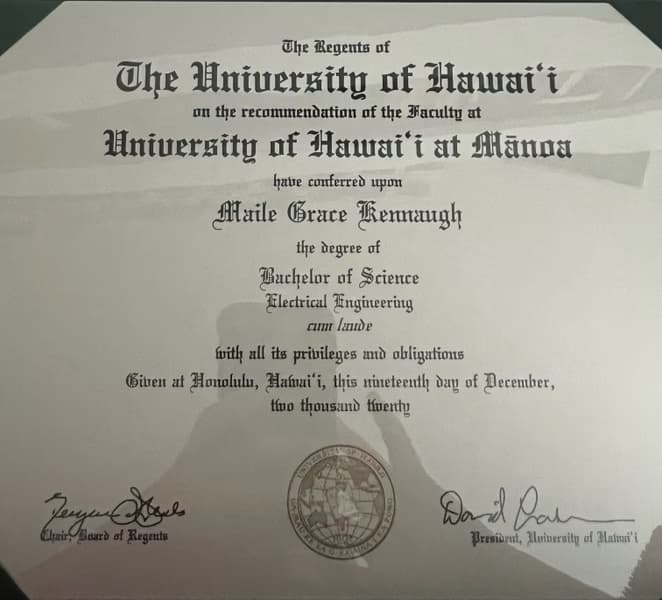 The Regents of
The University of Hawaiʻi
on the recommendation of the Faculty at
University of Hawaiʻi at Mānoa
have conferred upon
Maile Grace Kennaugh
the degree of
Bachelor of Science
Electrical Engineering
cum laude
with all its privileges and obligations
Given at Honolulu, Hawaiʻi, this nineteenth day of December,
two thousand twenty
Chair, Board of Regents
David
President, University of Hawaiʻi